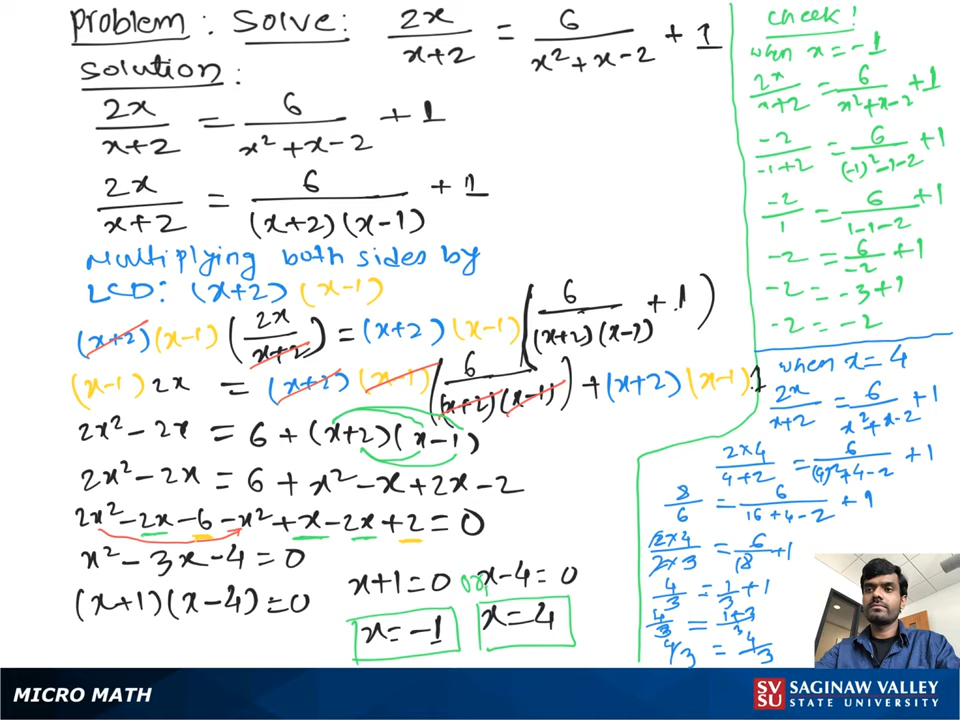 Problem: Solve: 2x/(x+2) = 6/(x²+x-2) + 1
Solution:
2x/(x+2) = 6/(x²+x-2) + 1
2x/(x+2) = 6/((x+2)(x-1)) + 1
Multiplying both sides by
LCD: (x+2)(x-1)
(x+2)(x-1)(2x/(x+2)) = (x+2)(x-1)(6/((x+2)(x-1)) + 1)
(x-1)2x = (x+2)(x-1)(6/((x+2)(x-1))) + (x+2)(x-1)1
2x²-2x = 6+(x+2)(x-1)
2x²-2x = 6+x²-x+2x-2
2x²-2x-6-x²+x-2x+2=0
x²-3x-4=0
(x+1)(x-4)=0
x+1=0 or x-4=0
x=-1
x=4
check!
when x=-1
2x/(x+2) = 6/(x²+x-2) + 1
-2/(-1+2) = 6/((-1)²-1-2) + 1
-2/1 = 6/(1-1-2) + 1
-2 = 6/-2 + 1
-2 = -3+1
-2 = -2
when x=4
2x/(x+2) = 6/(x²+x-2) + 1
2×4/(4+2) = 6/((4)²+4-2) + 1
8/6 = 6/(16+4-2) + 1
2×4/(2×3) = 6/18 + 1
4/3 = 1/3 + 1
4/3 = (1+3)/3
4/3 = 4/3
MICRO MATH
SV
SU
SAGINAW VALLEY
STATE UNIVERSITY